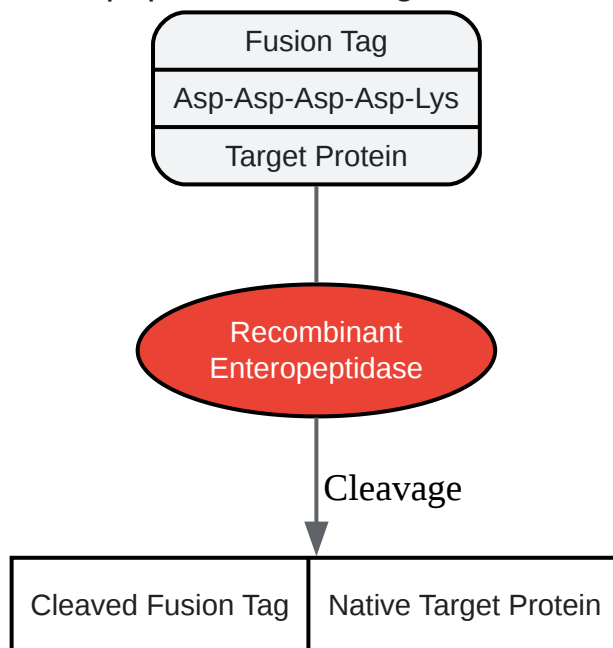 Fusion Tag
Asp-Asp-Asp-Asp-Lys
Target Protein
Recombinant
Enteropeptidase
Cleavage
Cleaved Fusion Tag
Native Target Protein